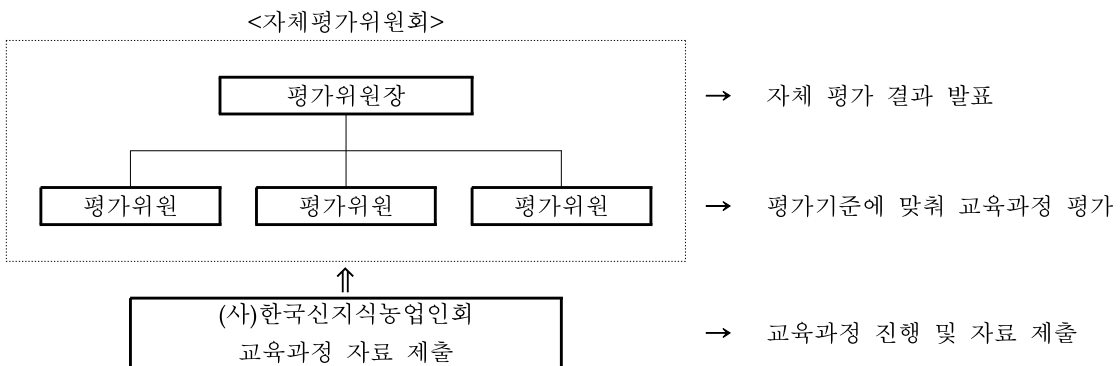 <자체평가위원회>
평가위원장 → 자체 평가 결과 발표
평가위원 평가위원 평가위원 → 평가기준에 맞춰 교육과정 평가
⇑
(사)한국신지식농업인회
교육과정 자료 제출 → 교육과정 진행 및 자료 제출